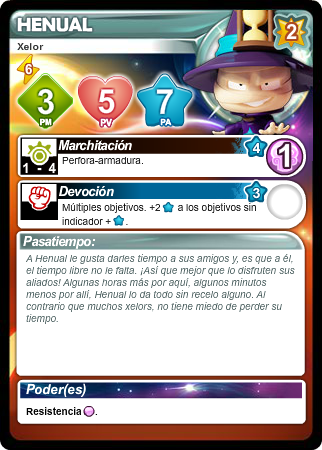 HENUAL
2
Xelor
6
3
PM
5
PV
7
PA
Marchitación
4
Perfora-armadura.
1 - 4
1
Devoción
3
Múltiples objetivos. +2 a los objetivos sin
indicador + .
Pasatiempo:
A Henual le gusta darles tiempo a sus amigos y, es que a él,
el tiempo libre no le falta. ¡Así que mejor que lo disfruten sus
aliados! Algunas horas más por aquí, algunos minutos
menos por allí, Henual lo da todo sin recelo alguno. Al
contrario que muchos xelors, no tiene miedo de perder su
tiempo.
Poder(es)
Resistencia .